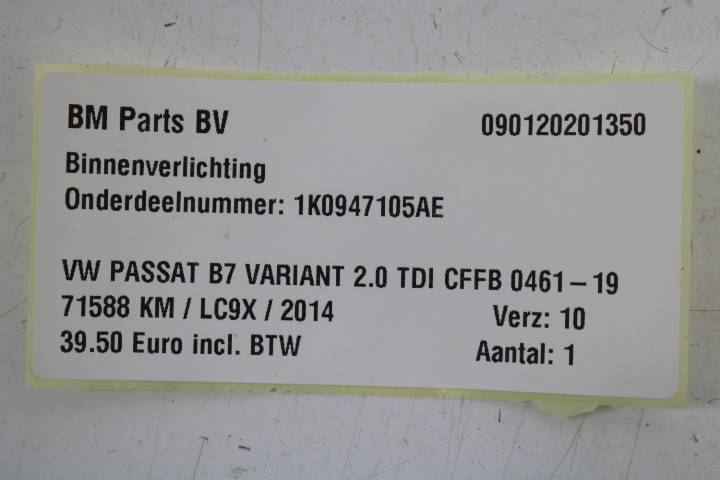 BM Parts BV 090120201350
Binnenverlichting
Onderdeelnummer: 1K0947105AE
VW PASSAT B7 VARIANT 2.0 TDI CFFB 0461-19
71588 KM / LC9X / 2014 Verz: 10
39.50 Euro incl. BTW Aantal: 1